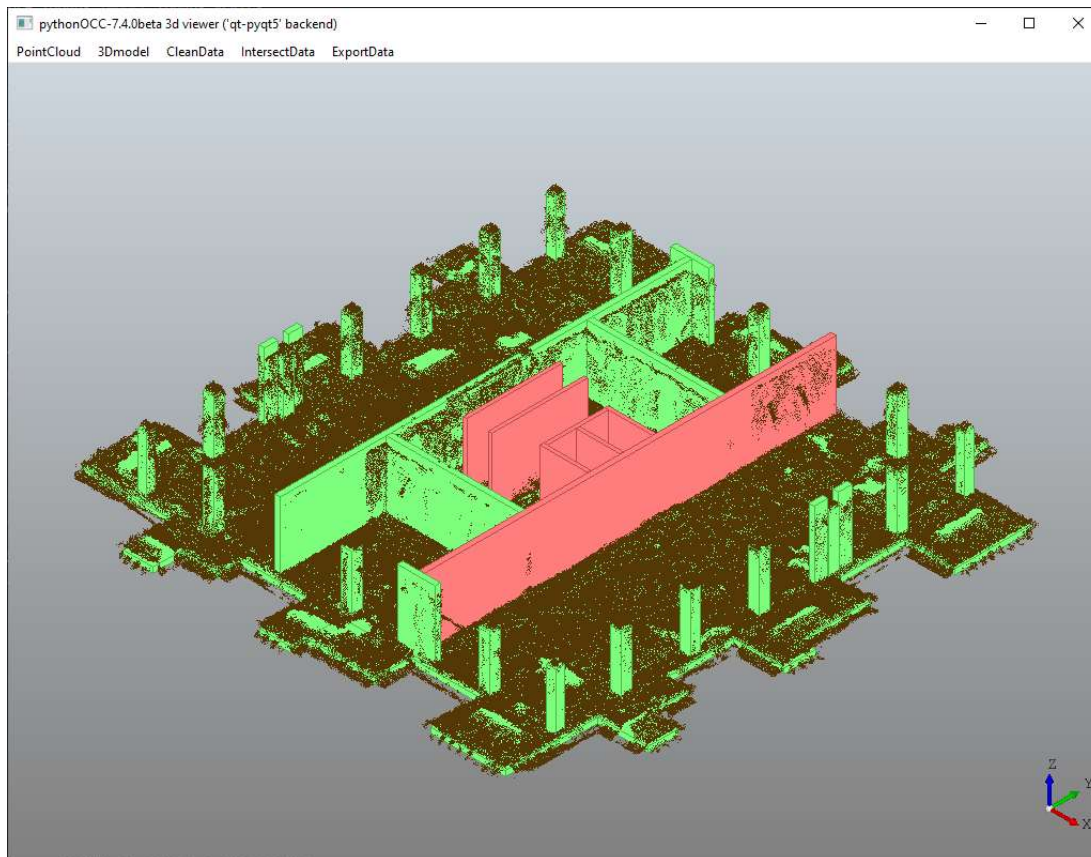 pythonOCC-7.4.0beta 3d viewer ('qt-pyqt5' backend)
PointCloud 3Dmodel CleanData IntersectData ExportData
Z
Y
X